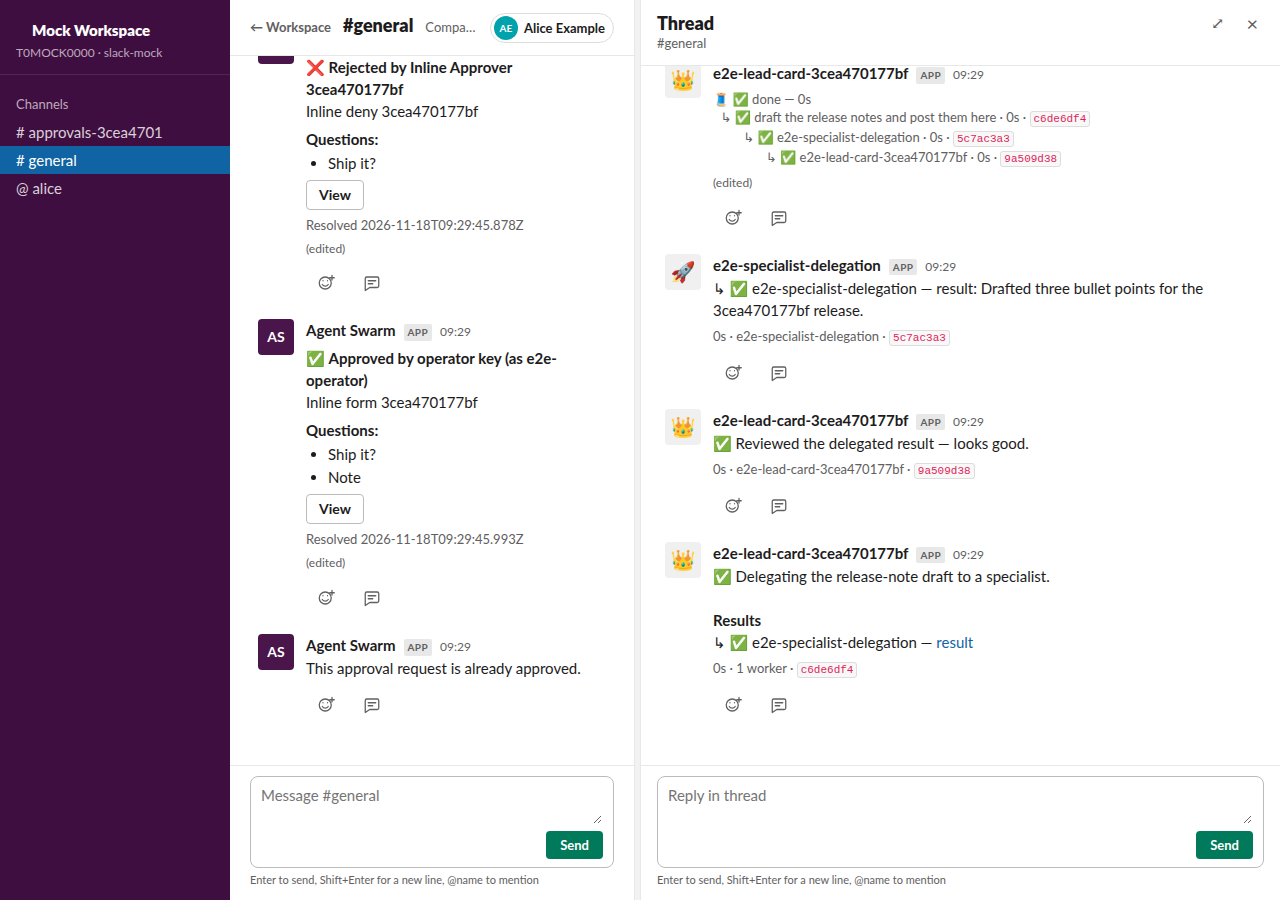 Mock Workspace
T0MOCK0000 · slack-mock
Channels
# approvals-3cea4701
# general
@ alice
← Workspace #general Compa... AE Alice Example
❌ Rejected by Inline Approver
3cea470177bf
Inline deny 3cea470177bf
Questions:
• Ship it?
View
Resolved 2026-11-18T09:29:45.878Z
(edited)
AS Agent Swarm APP 09:29
✅ Approved by operator key (as e2e-
operator)
Inline form 3cea470177bf
Questions:
• Ship it?
• Note
View
Resolved 2026-11-18T09:29:45.993Z
(edited)
AS Agent Swarm APP 09:29
This approval request is already approved.
Message #general
Send
Enter to send, Shift+Enter for a new line, @name to mention
Thread
#general
e2e-lead-card-3cea470177bf APP 09:29
🧵 ✅ done — 0s
↳ ✅ draft the release notes and post them here · 0s · c6de6df4
↳ ✅ e2e-specialist-delegation · 0s · 5c7ac3a3
↳ ✅ e2e-lead-card-3cea470177bf · 0s · 9a509d38
(edited)
e2e-specialist-delegation APP 09:29
↳ ✅ e2e-specialist-delegation — result: Drafted three bullet points for the
3cea470177bf release.
0s · e2e-specialist-delegation · 5c7ac3a3
e2e-lead-card-3cea470177bf APP 09:29
✅ Reviewed the delegated result — looks good.
0s · e2e-lead-card-3cea470177bf · 9a509d38
e2e-lead-card-3cea470177bf APP 09:29
✅ Delegating the release-note draft to a specialist.
Results
↳ ✅ e2e-specialist-delegation — result
0s · 1 worker · c6de6df4
Reply in thread
Send
Enter to send, Shift+Enter for a new line, @name to mention